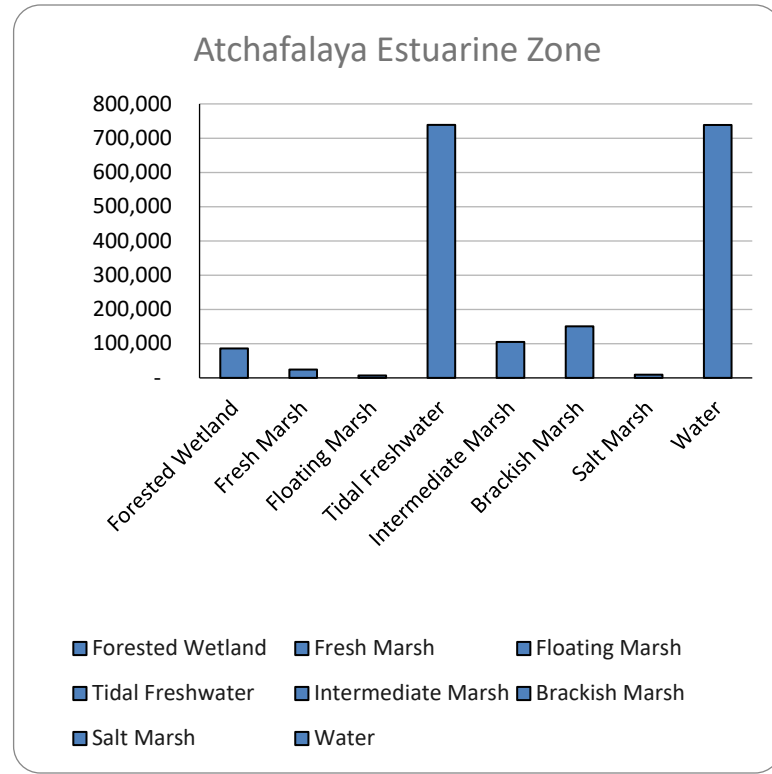 Atchafalaya Estuarine Zone
800,000
700,000
600,000
500,000
400,000
300,000
200,000
100,000
-
Forested Wetland
Fresh Marsh
Floating Marsh
Tidal Freshwater
Intermediate Marsh
Brackish Marsh
Salt Marsh
Water
Forested Wetland Fresh Marsh Floating Marsh
Tidal Freshwater Intermediate Marsh Brackish Marsh
Salt Marsh Water